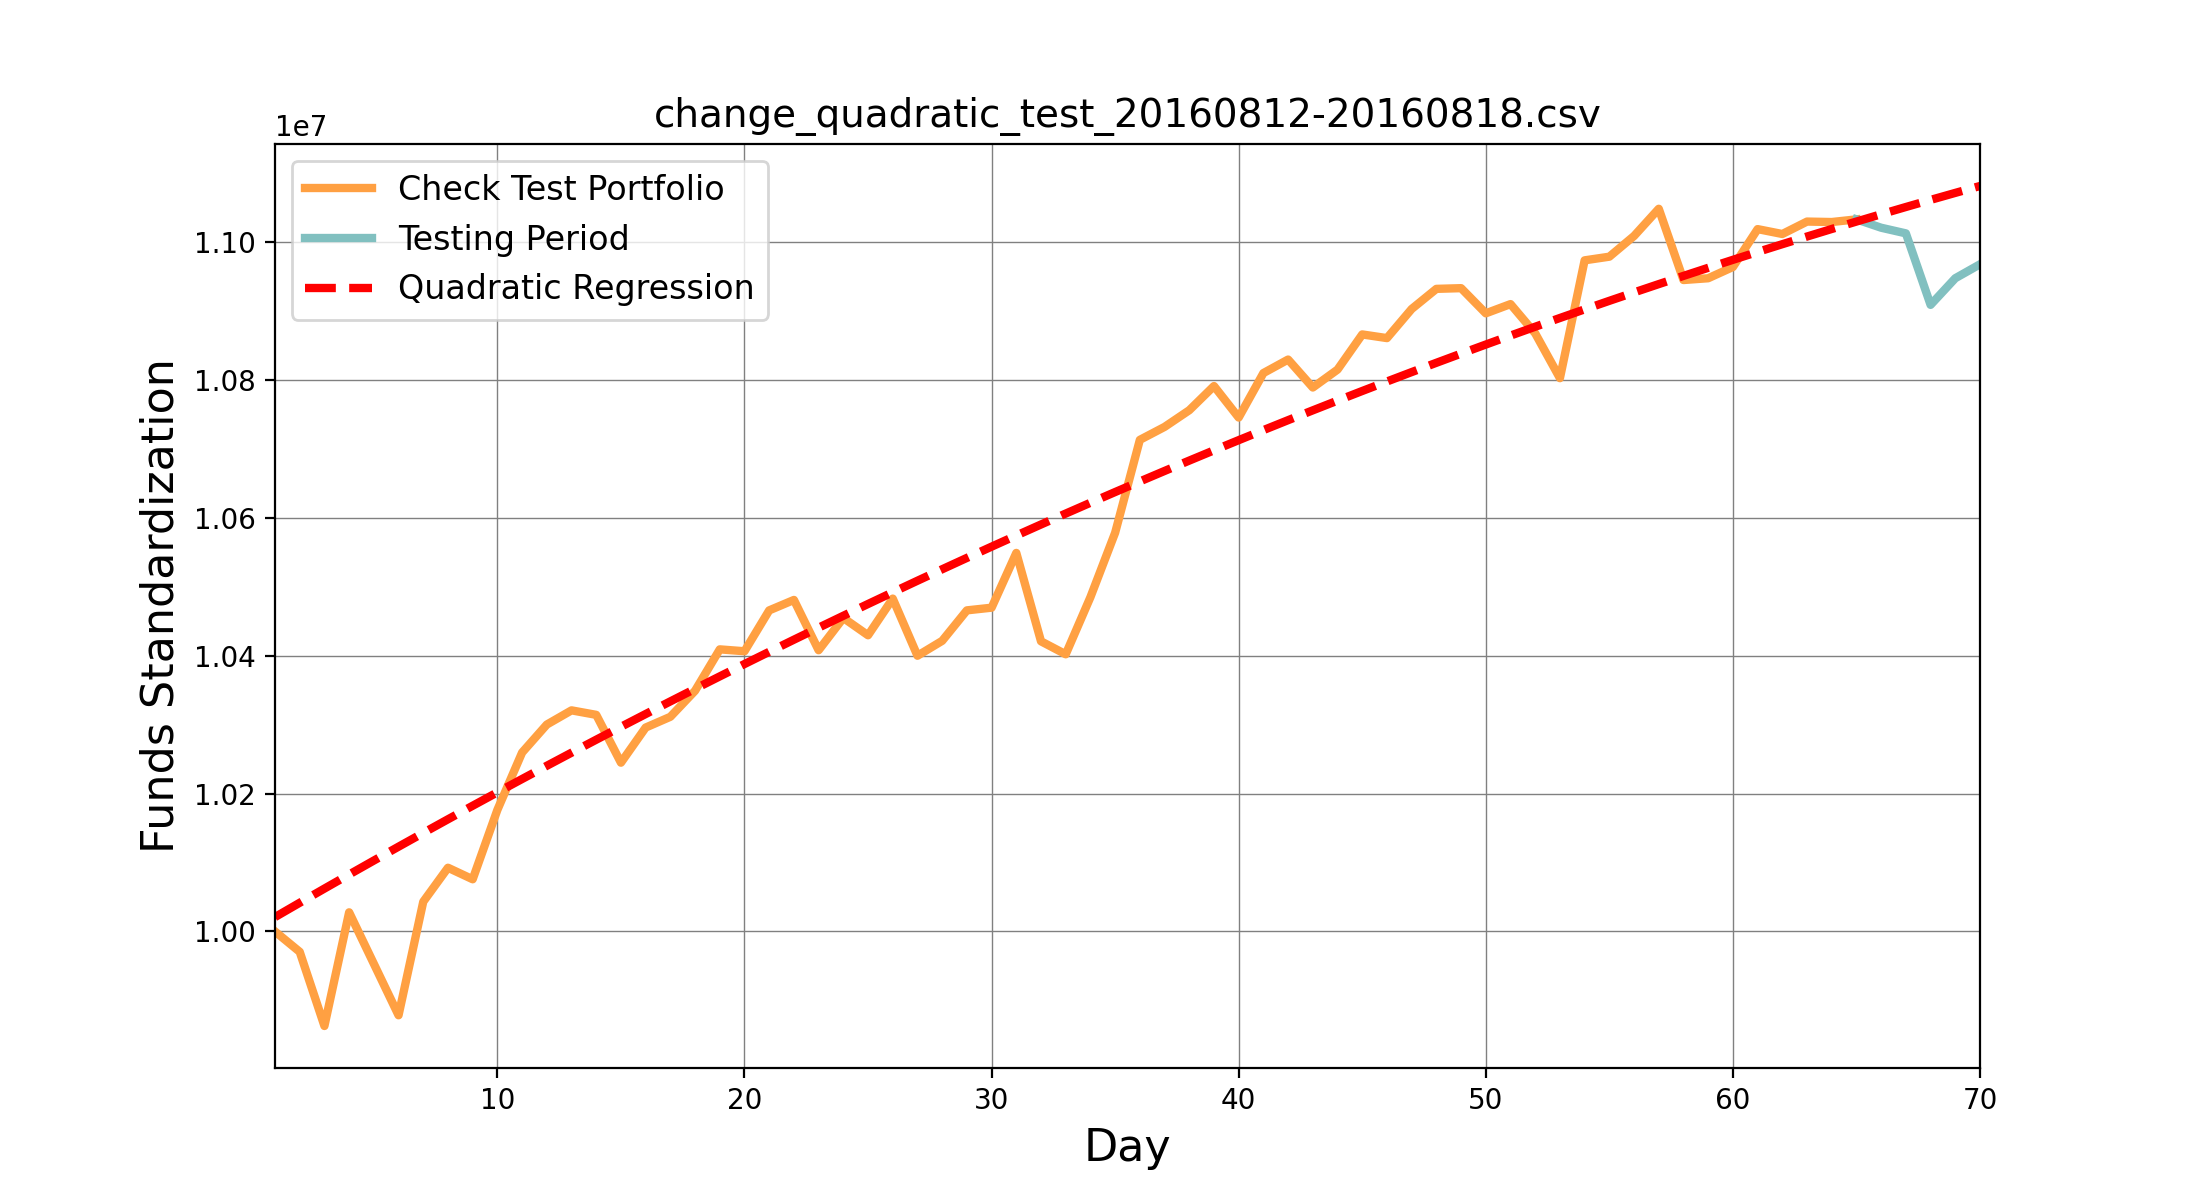 change_quadratic_test_20160812-20160818.csv
1e7
Check Test Portfolio
Testing Period
Quadratic Regression
Funds Standardization
1.10
1.08
1.06
1.04
1.02
1.00
10 20 30 40 50 60 70
Day